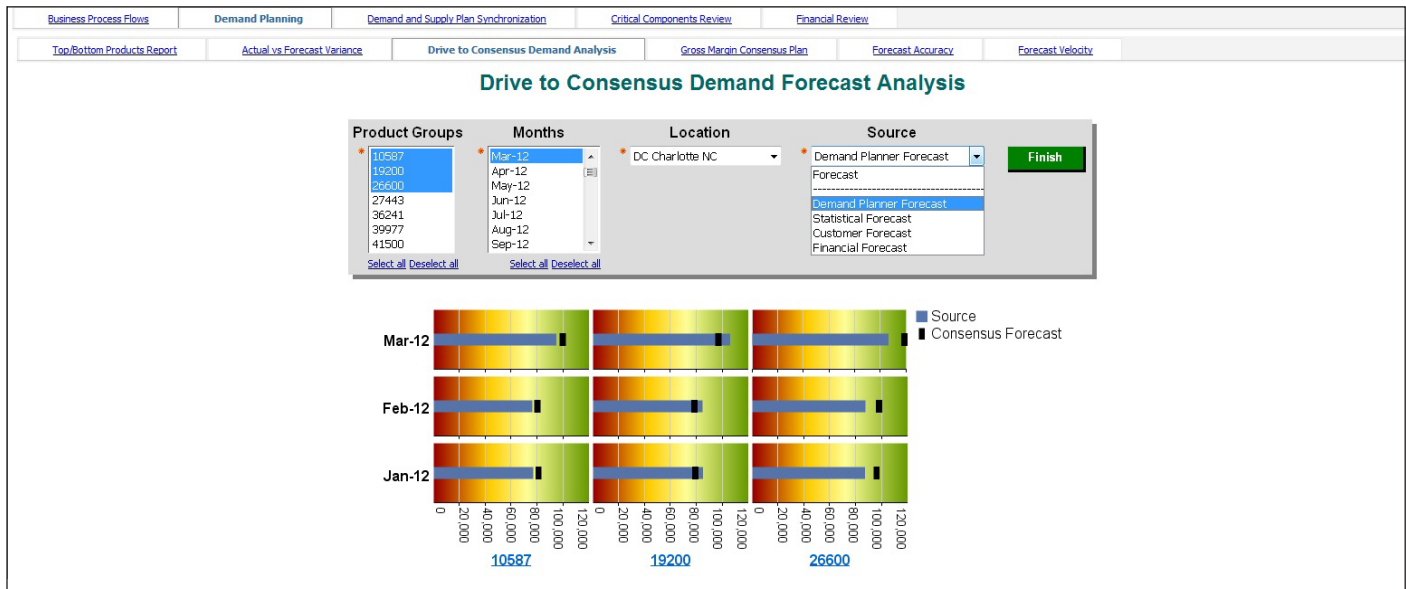 Business Process Flows Demand Planning Demand and Supply Plan Synchronization Critical Components Review Financial Review
Top/Bottom Products Report Actual vs Forecast Variance Drive to Consensus Demand Analysis Gross Margin Consensus Plan Forecast Accuracy Forecast Velocity
Drive to Consensus Demand Forecast Analysis
Product Groups Months Location Source
* 10587 * Mar-12 * DC Charlotte NC * Demand Planner Forecast Finish
19200 Apr-12 Forecast
26600 May-12 ----------------------------------
27443 Jun-12 Demand Planner Forecast
36241 Jul-12 Statistical Forecast
39977 Aug-12 Customer Forecast
41500 Sep-12 Financial Forecast
Select all Deselect all Select all Deselect all
Source
Consensus Forecast
Mar-12
Feb-12
Jan-12
0 20,000 40,000 60,000 80,000 100,000 120,000 0 20,000 40,000 60,000 80,000 100,000 120,000 0 20,000 40,000 60,000 80,000 100,000 120,000
10587 19200 26600